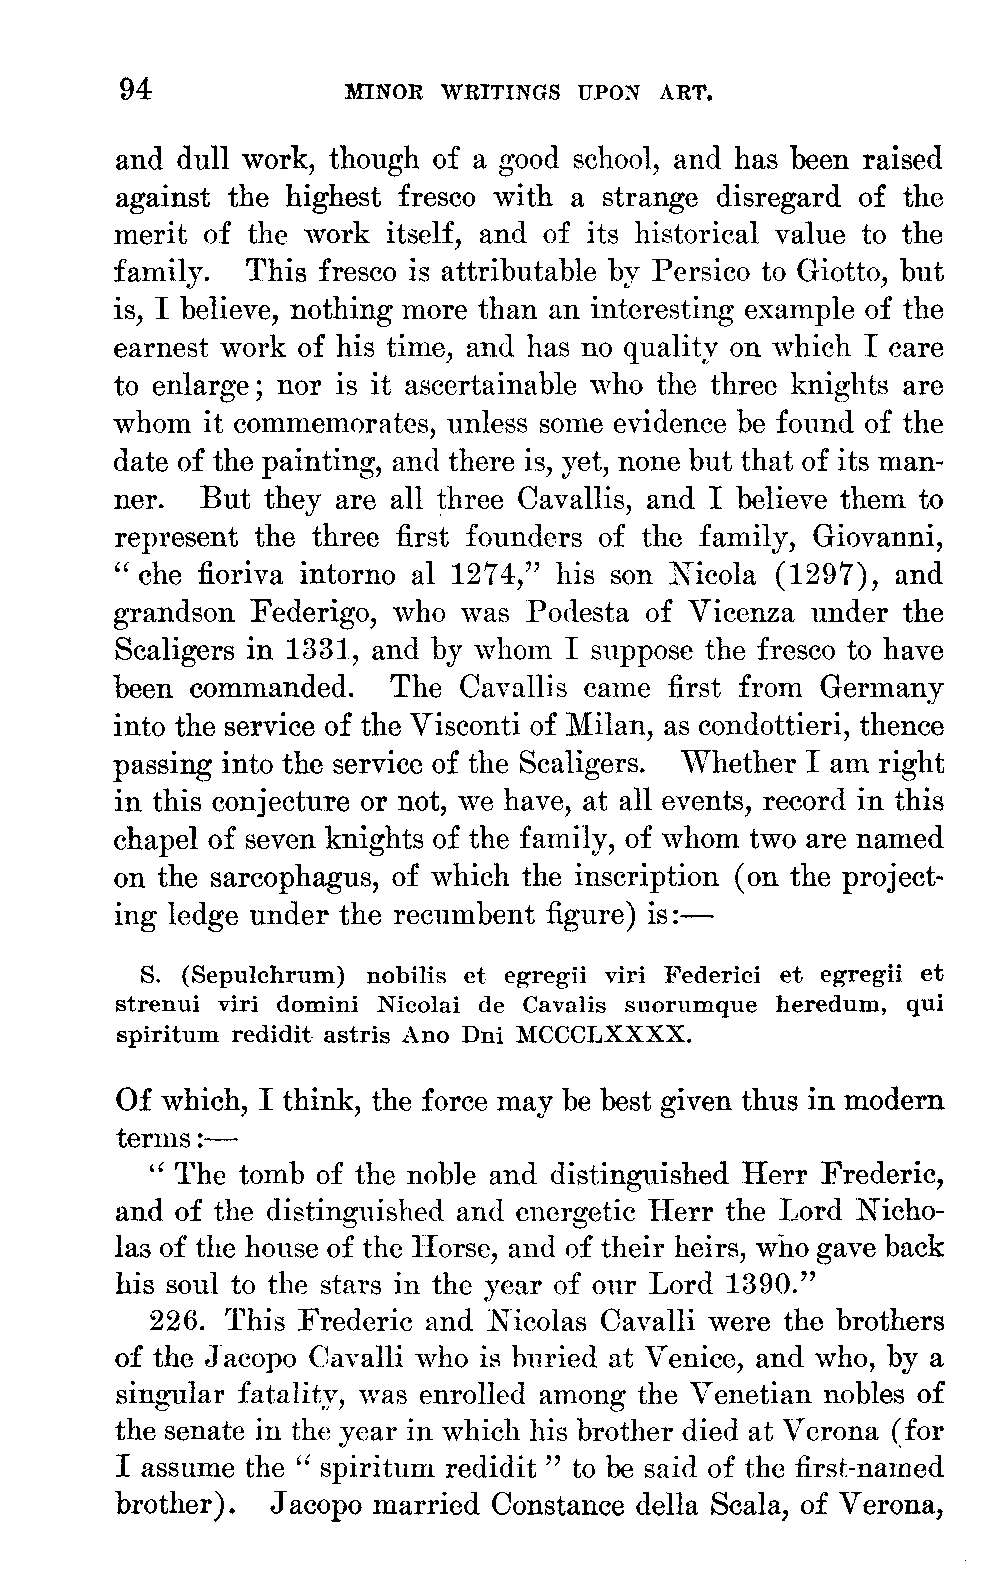 94 MINOR WRITINGS UPON ART.
and dull work, though of a good school, and has been raised
against the highest fresco with a strange disregard of the
merit of the work itself, and of its historical value to the
family. This fresco is attributable by Persico to Giotto, but
is, I believe, nothing more than an interesting example of the
earnest work of his time, and has no quality on which I care
to enlarge; nor is it ascertainable who the three knights are
whom it commemorates, unless some evidence be found of the
date of the painting, and there is, yet, none but that of its man-
ner. But they are all three Cavallis, and I believe them to
represent the three first founders of the family, Giovanni,
“che fioriva intorno al 1274,” his son Nicola (1297), and
grandson Federigo, who was Podesta of Vicenza under the
Scaligers in 1331, and by whom I suppose the fresco to have
been commanded. The Cavallis came first from Germany
into the service of the Visconti of Milan, as condottieri, thence
passing into the service of the Scaligers. Whether I am right
in this conjecture or not, we have, at all events, record in this
chapel of seven knights of the family, of whom two are named
on the sarcophagus, of which the inscription (on the project-
ing ledge under the recumbent figure) is:—
S. (Sepulchrum) nobilis et egregii viri Federici et egregii et
strenui viri domini Nicolai de Cavalis suorumque heredum, qui
spiritum redidit astris Ano Dni MCCCLXXXX.
Of which, I think, the force may be best given thus in modern
terms:—
“The tomb of the noble and distinguished Herr Frederic,
and of the distinguished and energetic Herr the Lord Nicho-
las of the house of the Horse, and of their heirs, who gave back
his soul to the stars in the year of our Lord 1390.”
226. This Frederic and Nicolas Cavalli were the brothers
of the Jacopo Cavalli who is buried at Venice, and who, by a
singular fatality, was enrolled among the Venetian nobles of
the senate in the year in which his brother died at Verona (for
I assume the “spiritum redidit” to be said of the first-named
brother). Jacopo married Constance della Scala, of Verona,